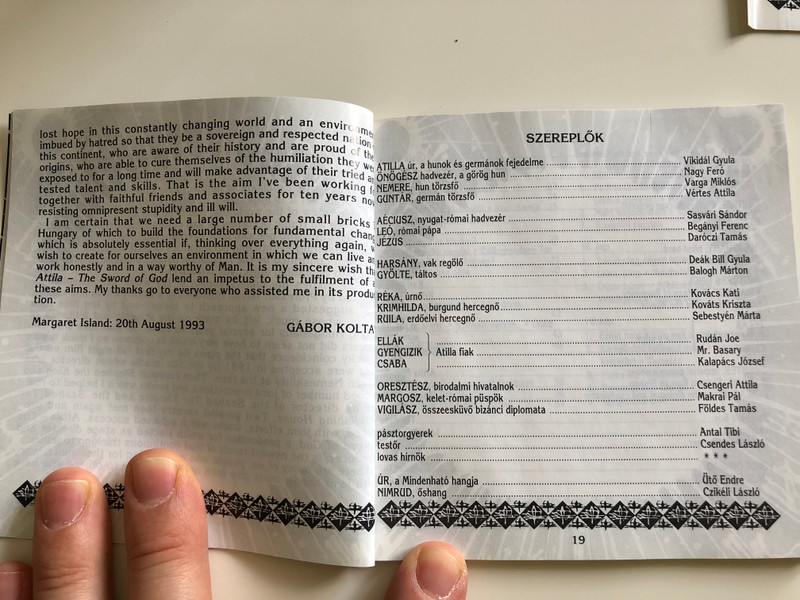 lost hope in this constantly changing world and an
imbued by hatred so that they be a sovereign and respected
this continent, who are aware of their history and are proud of
origins, who are able to cure themselves of the humiliation they
exposed to for a long time and will make advantage of their tried
tested talent and skills. That is the aim I've been working
together with faithful friends and associates for ten years now
resisting omnipresent stupidity and ill will.
I am certain that we need a large number of small bricks
Hungary of which to build the foundations for fundamental
which is absolutely essential if, thinking over everything again,
wish to create for ourselves an environment in which we can live
work honestly and in a way worthy of Man. It is my sincere wish
Attila – The Sword of God lend an impetus to the fulfilment of
these aims. My thanks go to everyone who assisted me in its
tion.
Margaret Island: 20th August 1993 GÁBOR KOLTA
SZEREPLŐK
ATILLA úr, a hunok és germánok fejedelme Vikidál Gyula
ÖNÖGÉSZ hadvezér, a görög hun Nagy Feró
NEMERE, hun törzsfő Varga Miklós
GUNTÁR, germán törzsfő Vértes Attila
AÉCIUSZ, nyugat-római hadvezér Sasvári Sándor
LEÓ, római pápa Begányi Ferenc
JÉZUS Daróczi Tamás
HARSÁNY, vak regölő Deák Bill Gyula
GYÖLTE, táltos Balogh Márton
RÉKA, úrnő Kovács Kati
KRIMHILDA, burgund hercegnő Kováts Kriszta
RUILA, erdőelvi hercegnő Sebestyén Márta
ELLÁK Rudán Joe
GYENGIZIK Atilla fiak Mr. Basary
CSABA Kalapács József
ORESZTÉSZ, birodalmi hivatalnok Csengeri Attila
MARGOSZ, kelet-római püspök Makrai Pál
VIGILÁSZ, összeesküvő bizánci diplomata Földes Tamás
pásztorgyerek Antal Tibi
testőr Csendes László
lovas hírnök * * *
ÚR, a Mindenható hangja Ütő Endre
NIMRUD, őshang Czikéli László
19